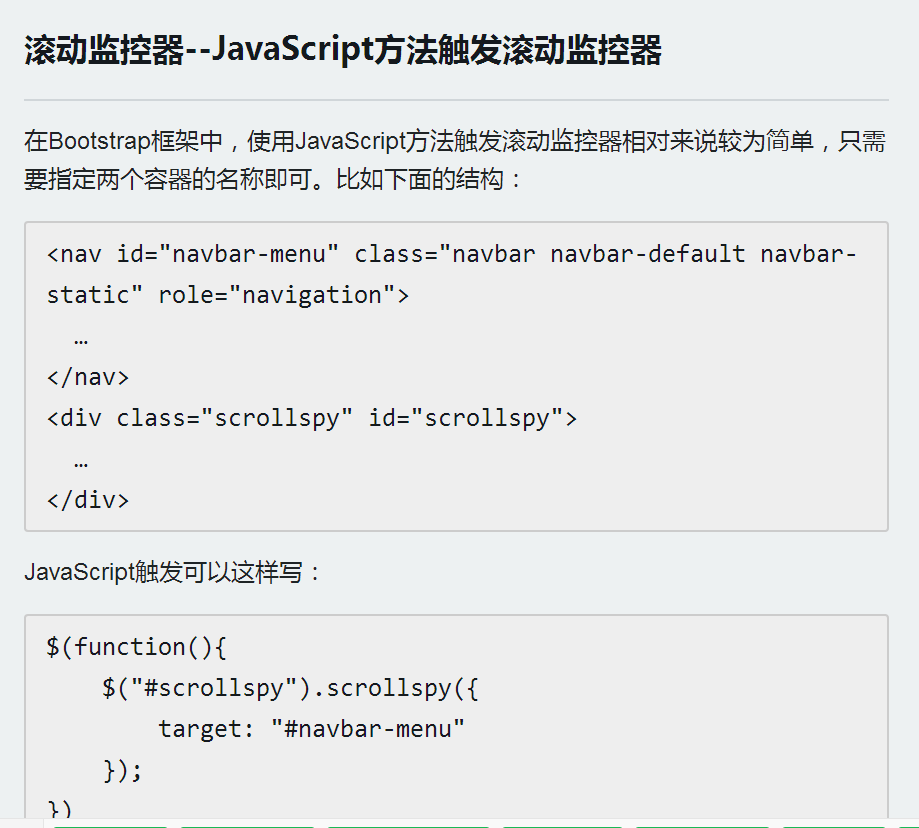 滚动监控器--JavaScript方法触发滚动监控器
在Bootstrap框架中，使用JavaScript方法触发滚动监控器相对来说较为简单，只需
要指定两个容器的名称即可。比如下面的结构：
<nav id="navbar-menu" class="navbar navbar-default navbar-
static" role="navigation">
  …
</nav>
<div class="scrollspy" id="scrollspy">
  …
</div>
JavaScript触发可以这样写：
$(function(){
    $("#scrollspy").scrollspy({
        target: "#navbar-menu"
    });
})